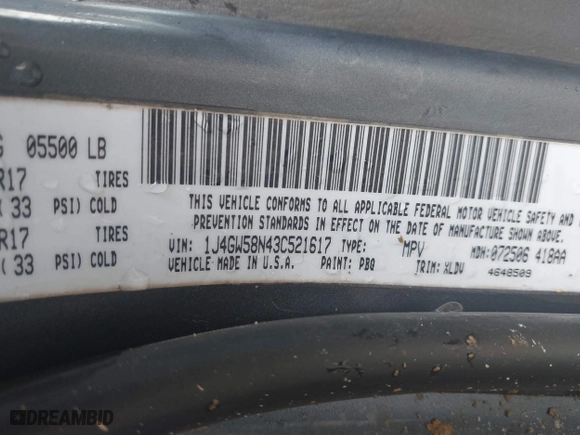 G 05500 LB
R17 TIRES
( 33 PSI) COLD
R17 TIRES
( 33 PSI) COLD
THIS VEHICLE CONFORMS TO ALL APPLICABLE FEDERAL MOTOR VEHICLE SAFETY AND
PREVENTION STANDARDS IN EFFECT ON THE DATE OF MANUFACTURE SHOWN
VIN: 1J4GW58N43C521617 TYPE: MPV MDH: 072506 418AA
VEHICLE MADE IN U.S.A. PAINT: PBQ TRIM: XLDV
4648509
DREAMBID